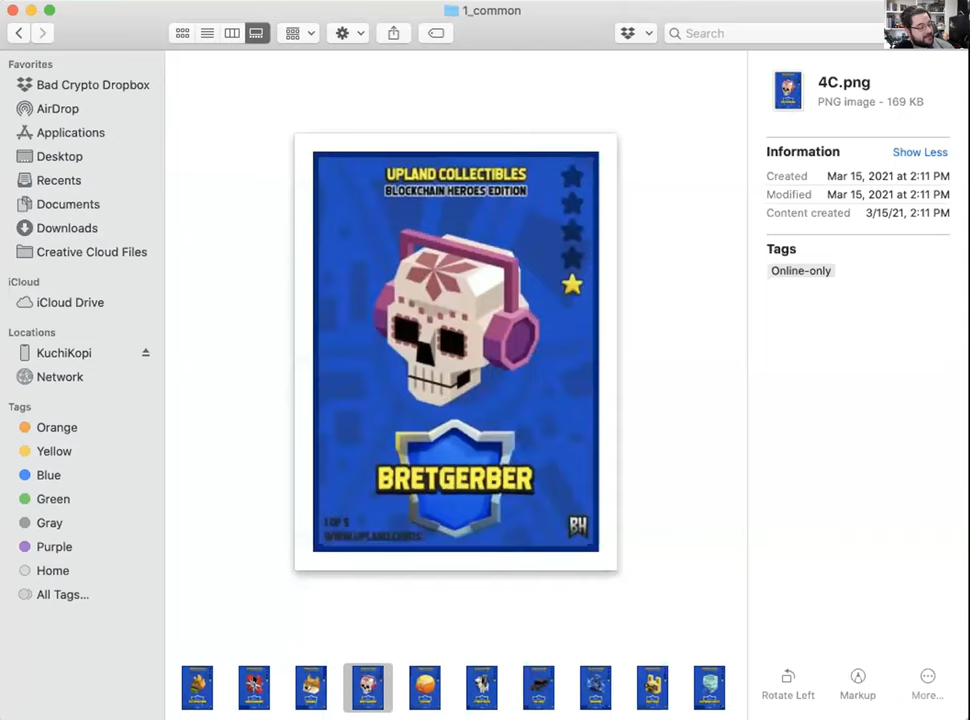 1_common
Search
Favorites
Bad Crypto Dropbox
AirDrop
Applications
Desktop
Recents
Documents
Downloads
Creative Cloud Files
iCloud
iCloud Drive
Locations
KuchiKopi
Network
Tags
Orange
Yellow
Blue
Green
Gray
Purple
Home
All Tags...
UPLAND COLLECTIBLES
BLOCKCHAIN HEROES EDITION
BRETGERBER
1 OF 5
BH
4C.png
PNG image - 169 KB
Information
Show Less
Created Mar 15, 2021 at 2:11 PM
Modified Mar 15, 2021 at 2:11 PM
Content created 3/15/21, 2:11 PM
Tags
Online-only
Rotate Left
Markup
More...